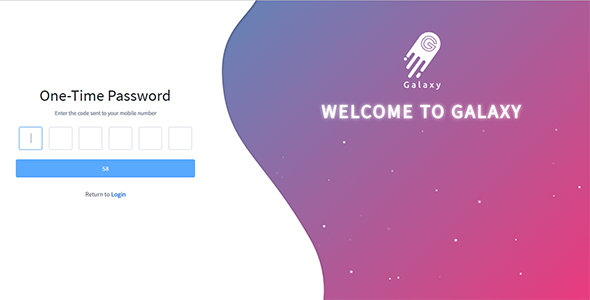 One-Time Password
Enter the code sent to your mobile number
58
Return to Login
G
Galaxy
WELCOME TO GALAXY